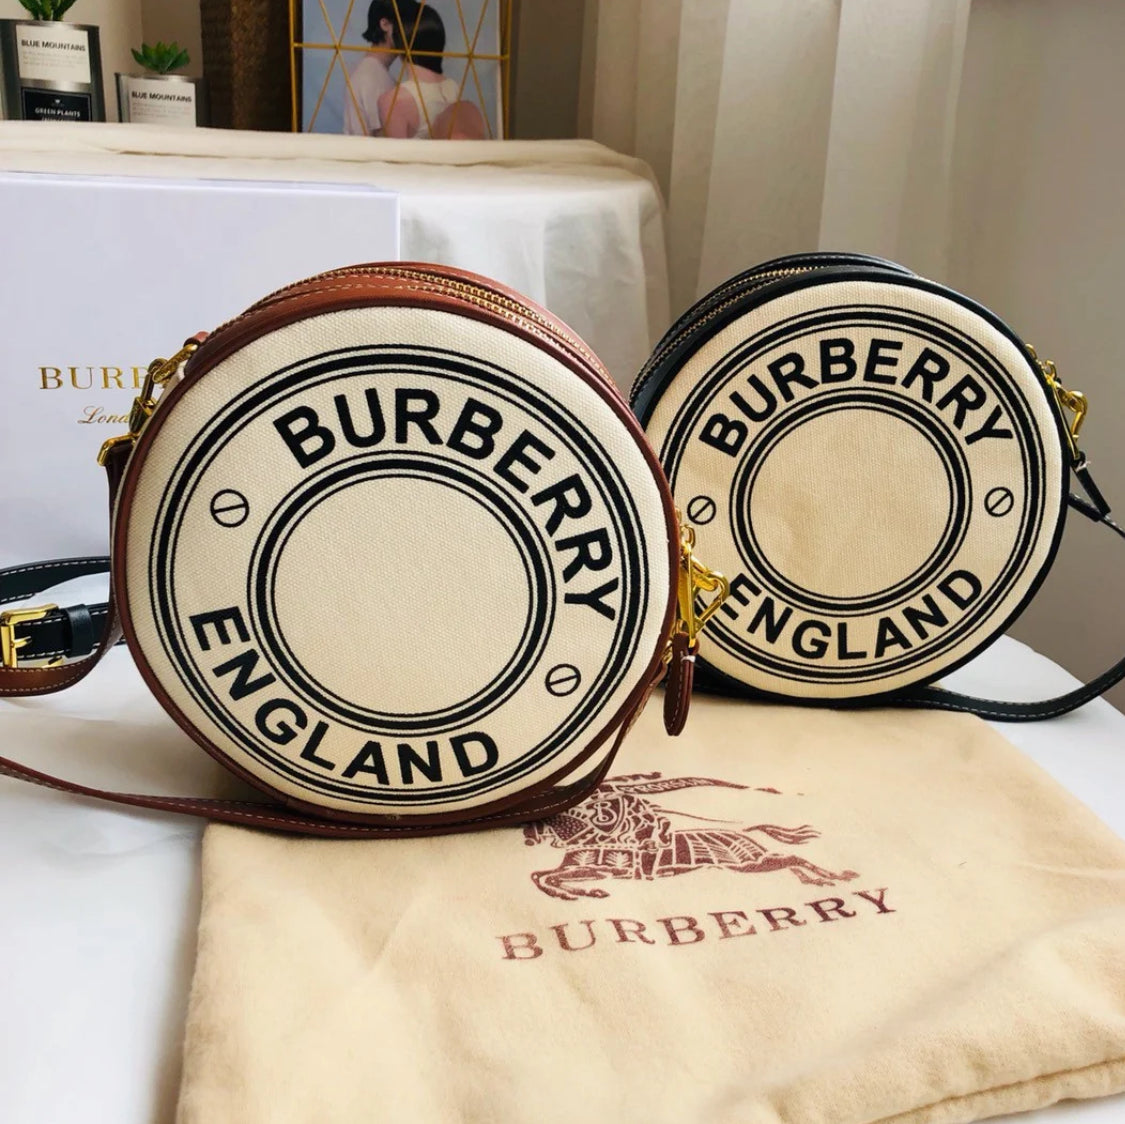 BLUE MOUNTAINS
GREEN PLANTS
BLUE MOUNTAINS
BURBERRY
ENGLAND
BURBERRY
ENGLAND
BURBERRY